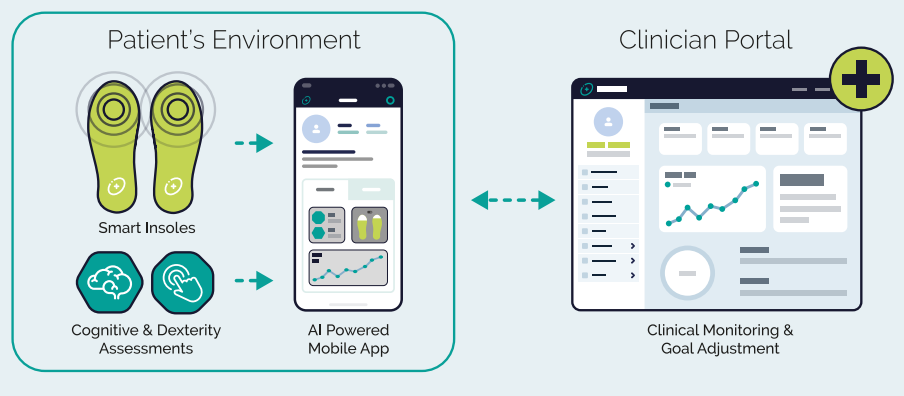 Patient's Environment
Clinician Portal
Smart Insoles
Cognitive & Dexterity
Assessments
AI Powered
Mobile App
Clinical Monitoring &
Goal Adjustment